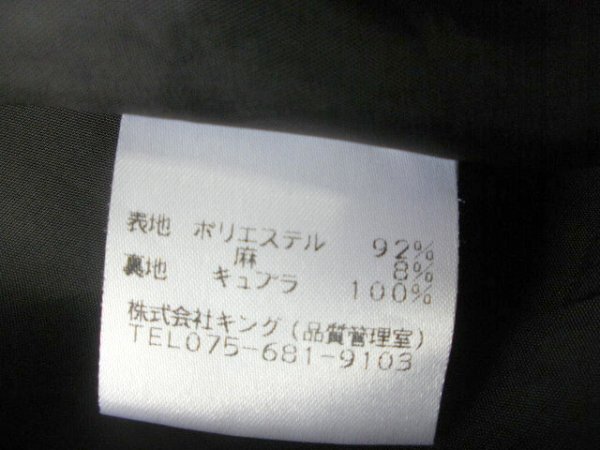 表地 ポリエステル 92%
麻 8%
裏地 キュプラ 100%
株式会社キング(品質管理室)
TEL075-681-9103